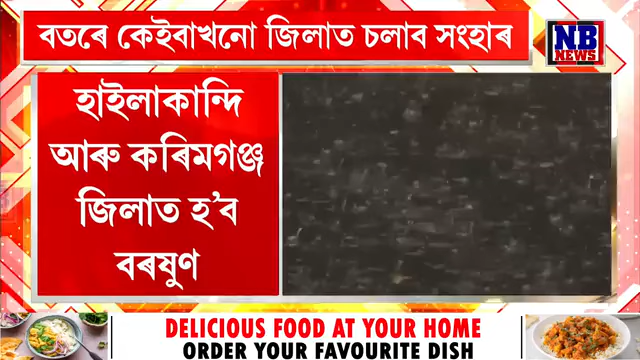 বতৰে কেইবাখনো জিলাত চলাব সংহাৰ
NB
NEWS
হাইলাকান্দি
আৰু কৰিমগঞ্জ
জিলাত হ'ব
বৰষুণ
DELICIOUS FOOD AT YOUR HOME
ORDER YOUR FAVOURITE DISH